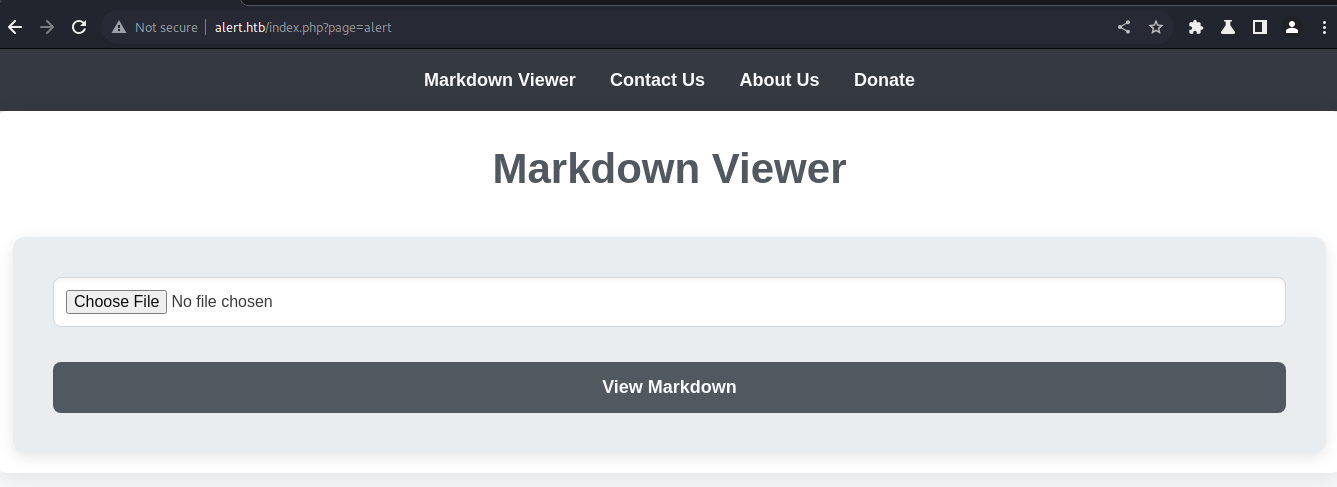 Not secure alert.htb/index.php?page=alert
Markdown Viewer Contact Us About Us Donate
Markdown Viewer
Choose File No file chosen
View Markdown